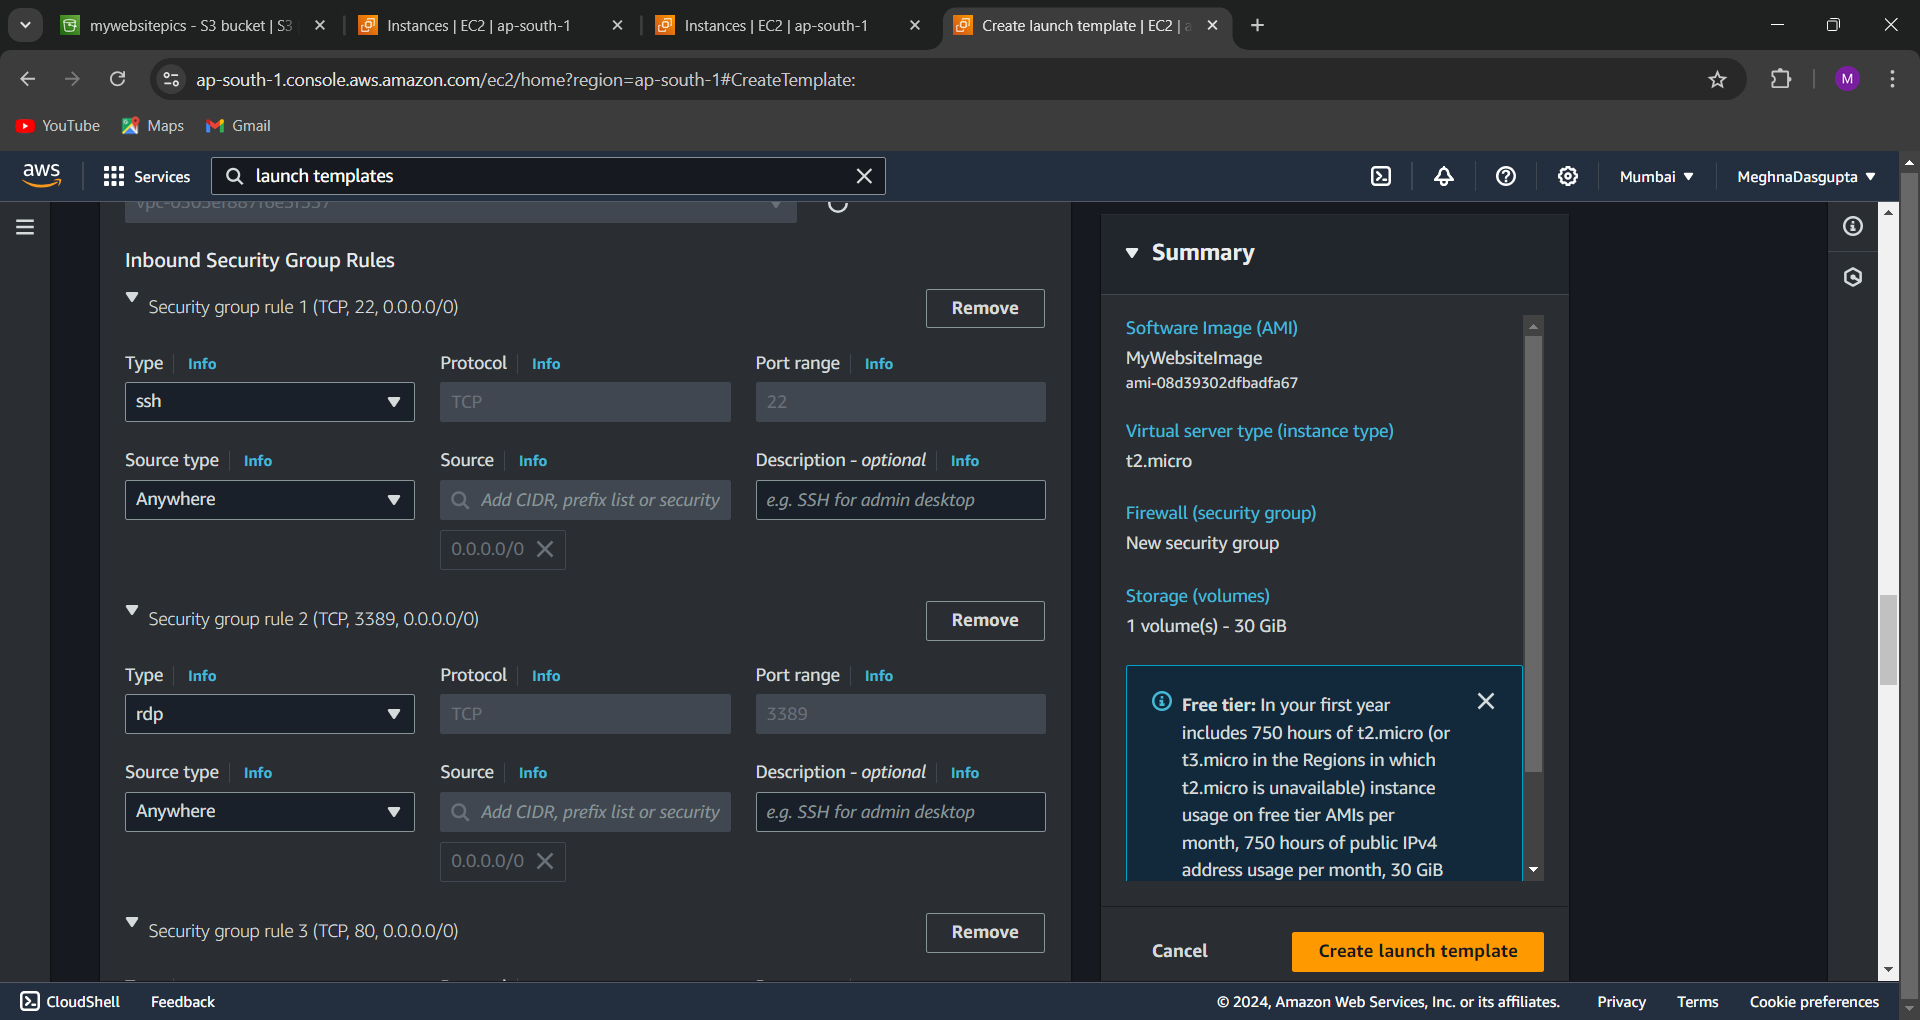 mywebsitepics - S3 bucket | S3
Instances | EC2 | ap-south-1
Instances | EC2 | ap-south-1
Create launch template | EC2 |
ap-south-1.console.aws.amazon.com/ec2/home?region=ap-south-1#CreateTemplate:
M
YouTube
Maps
Gmail
aws
Services
launch templates
Mumbai
MeghnaDasgupta
Inbound Security Group Rules
Security group rule 1 (TCP, 22, 0.0.0.0/0)
Remove
Type
Info
Protocol
Info
Port range
Info
ssh
TCP
22
Source type
Info
Source
Info
Description - optional
Info
Anywhere
Add CIDR, prefix list or security
e.g. SSH for admin desktop
0.0.0.0/0
Security group rule 2 (TCP, 3389, 0.0.0.0/0)
Remove
Type
Info
Protocol
Info
Port range
Info
rdp
TCP
3389
Source type
Info
Source
Info
Description - optional
Info
Anywhere
Add CIDR, prefix list or security
e.g. SSH for admin desktop
0.0.0.0/0
Security group rule 3 (TCP, 80, 0.0.0.0/0)
Remove
Summary
Software Image (AMI)
MyWebsiteImage
ami-08d39302dfbadfa67
Virtual server type (instance type)
t2.micro
Firewall (security group)
New security group
Storage (volumes)
1 volume(s) - 30 GiB
Free tier: In your first year
includes 750 hours of t2.micro (or
t3.micro in the Regions in which
t2.micro is unavailable) instance
usage on free tier AMIs per
month, 750 hours of public IPv4
address usage per month, 30 GiB
Cancel
Create launch template
CloudShell
Feedback
© 2024, Amazon Web Services, Inc. or its affiliates.
Privacy
Terms
Cookie preferences